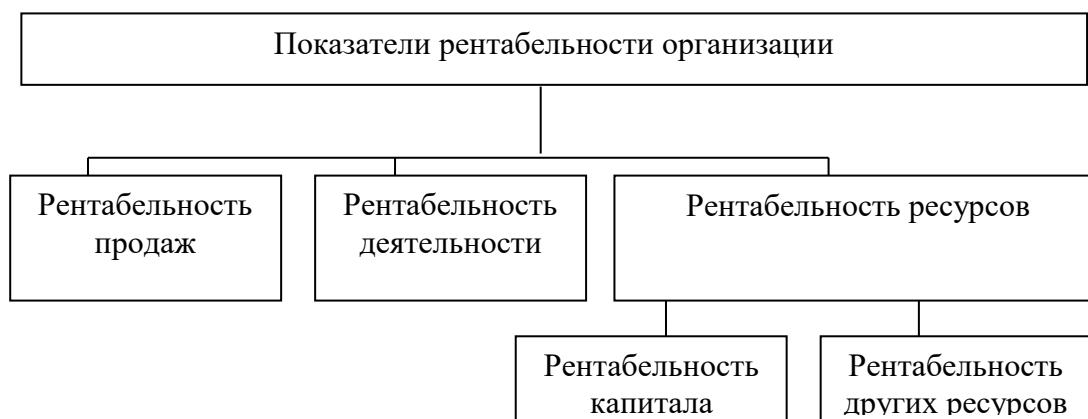 Показатели рентабельности организации
Рентабельность
продаж
Рентабельность
деятельности
Рентабельность ресурсов
Рентабельность
капитала
Рентабельность
других ресурсов